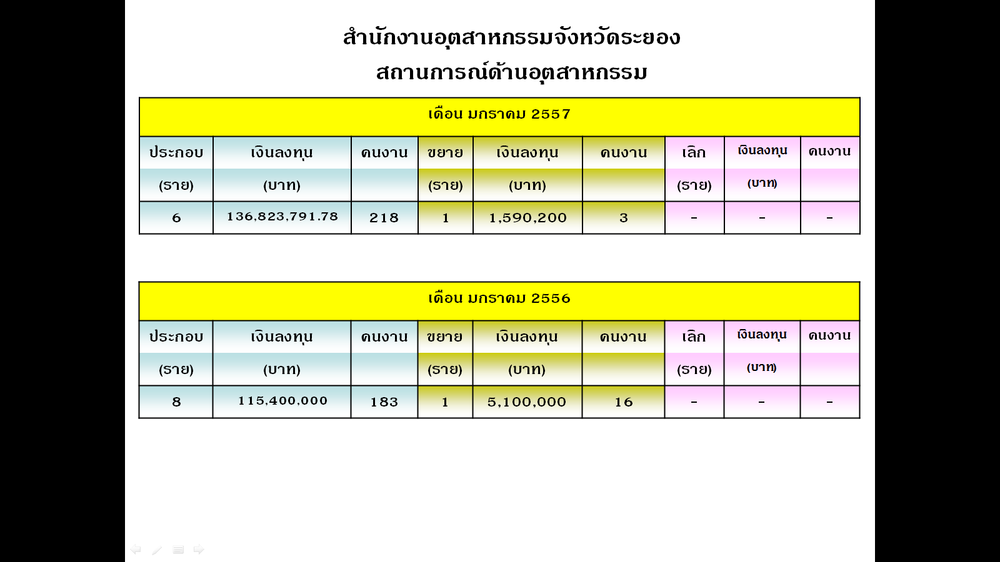 สำนักงานอุตสาหกรรมจังหวัดระยอง
สถานการณ์ด้านอุตสาหกรรม
เดือน มกราคม 2557
ประกอบ เงินลงทุน คนงาน ขยาย เงินลงทุน คนงาน เลิก เงินลงทุน คนงาน
(ราย) (บาท) (ราย) (บาท) (ราย) (บาท)
6 136,823,791.78 218 1 1,590,200 3 - - -
เดือน มกราคม 2556
ประกอบ เงินลงทุน คนงาน ขยาย เงินลงทุน คนงาน เลิก เงินลงทุน คนงาน
(ราย) (บาท) (ราย) (บาท) (ราย) (บาท)
8 115,400,000 183 1 5,100,000 16 - - -